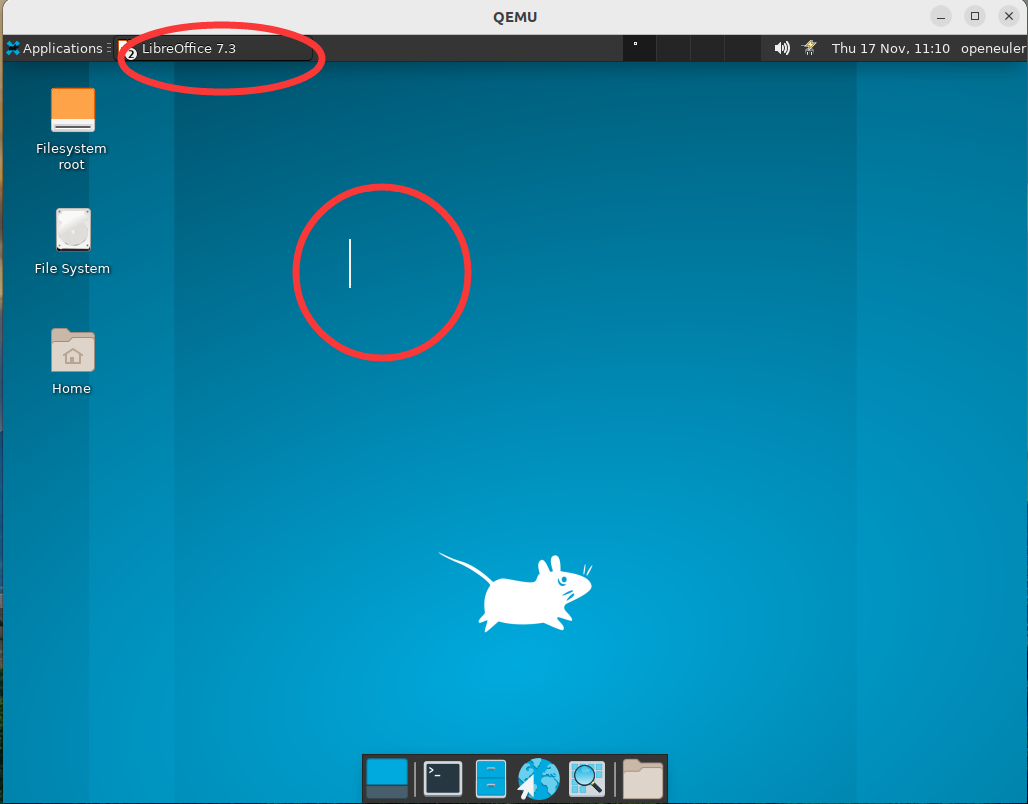 QEMU
Applications
2
LibreOffice 7.3
Thu 17 Nov, 11:10
openeuler
Filesystem
root
File System
Home
>_